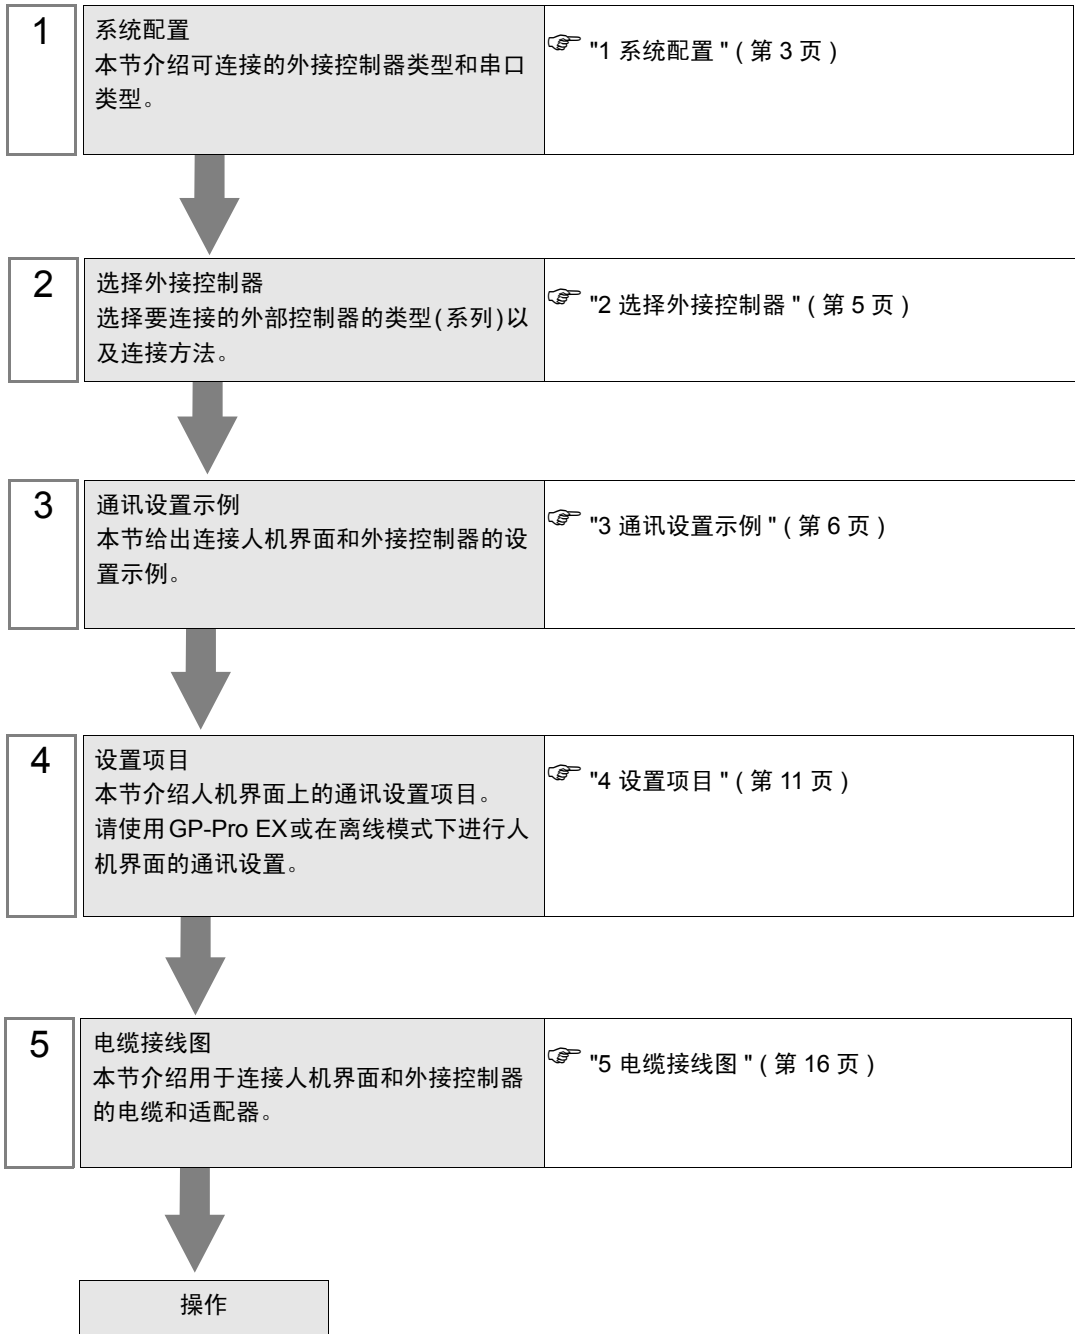 1
系统配置
本节介绍可连接的外接控制器类型和串口
类型。
☞ "1 系统配置 " ( 第 3 页 )
2
选择外接控制器
选择要连接的外部控制器的类型(系列)以
及连接方法。
☞ "2 选择外接控制器 " ( 第 5 页 )
3
通讯设置示例
本节给出连接人机界面和外接控制器的设
置示例。
☞ "3 通讯设置示例 " ( 第 6 页 )
4
设置项目
本节介绍人机界面上的通讯设置项目。
请使用GP-Pro EX或在离线模式下进行人
机界面的通讯设置。
☞ "4 设置项目 " ( 第 11 页 )
5
电缆接线图
本节介绍用于连接人机界面和外接控制器
的电缆和适配器。
☞ "5 电缆接线图 " ( 第 16 页 )
操作